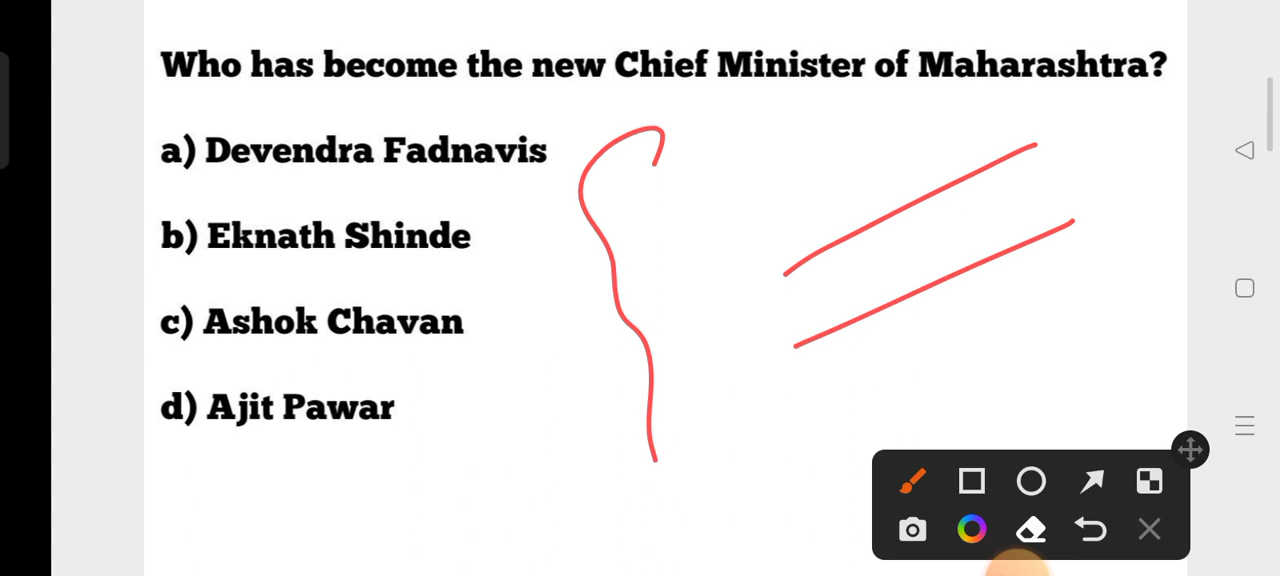 Who has become the new Chief Minister of Maharashtra?
a) Devendra Fadnavis
b) Eknath Shinde
c) Ashok Chavan
d) Ajit Pawar